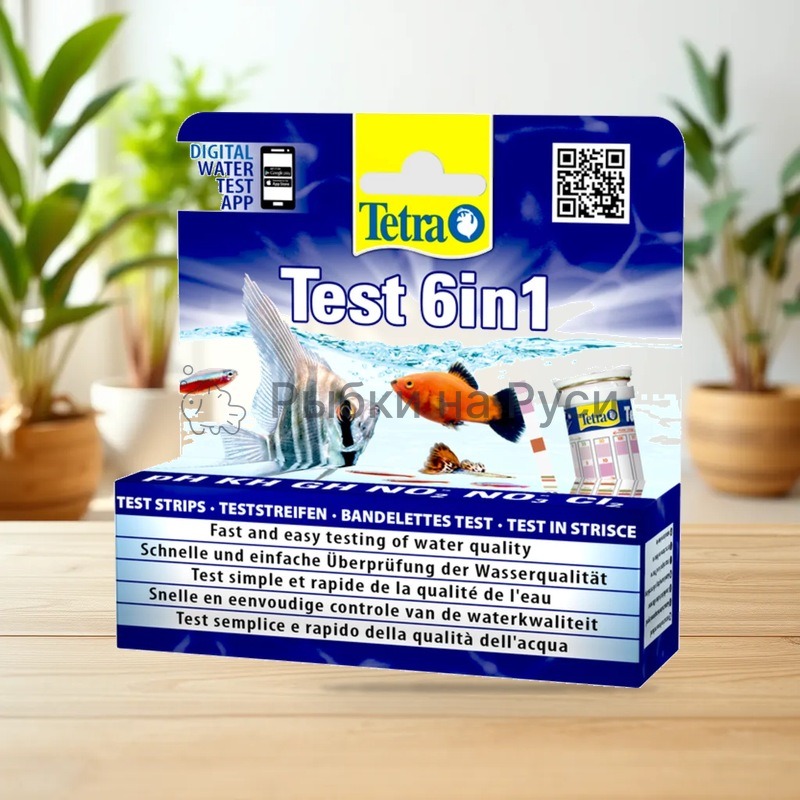 DIGITAL
WATER
TEST
APP
Tetra
Test 6in1
Рыбки на Руси
Tetra
pH KH GH NO₂ NO₃⁻ Cl₂
TEST STRIPS · TESTSTREIFEN · BANDELETTES TEST · TEST IN STRISCE
Fast and easy testing of water quality
Schnelle und einfache Überprüfung der Wasserqualität
Test simple et rapide de la qualité de l'eau
Snelle en eenvoudige controle van de waterkwaliteit
Test semplice e rapido della qualità dell'acqua